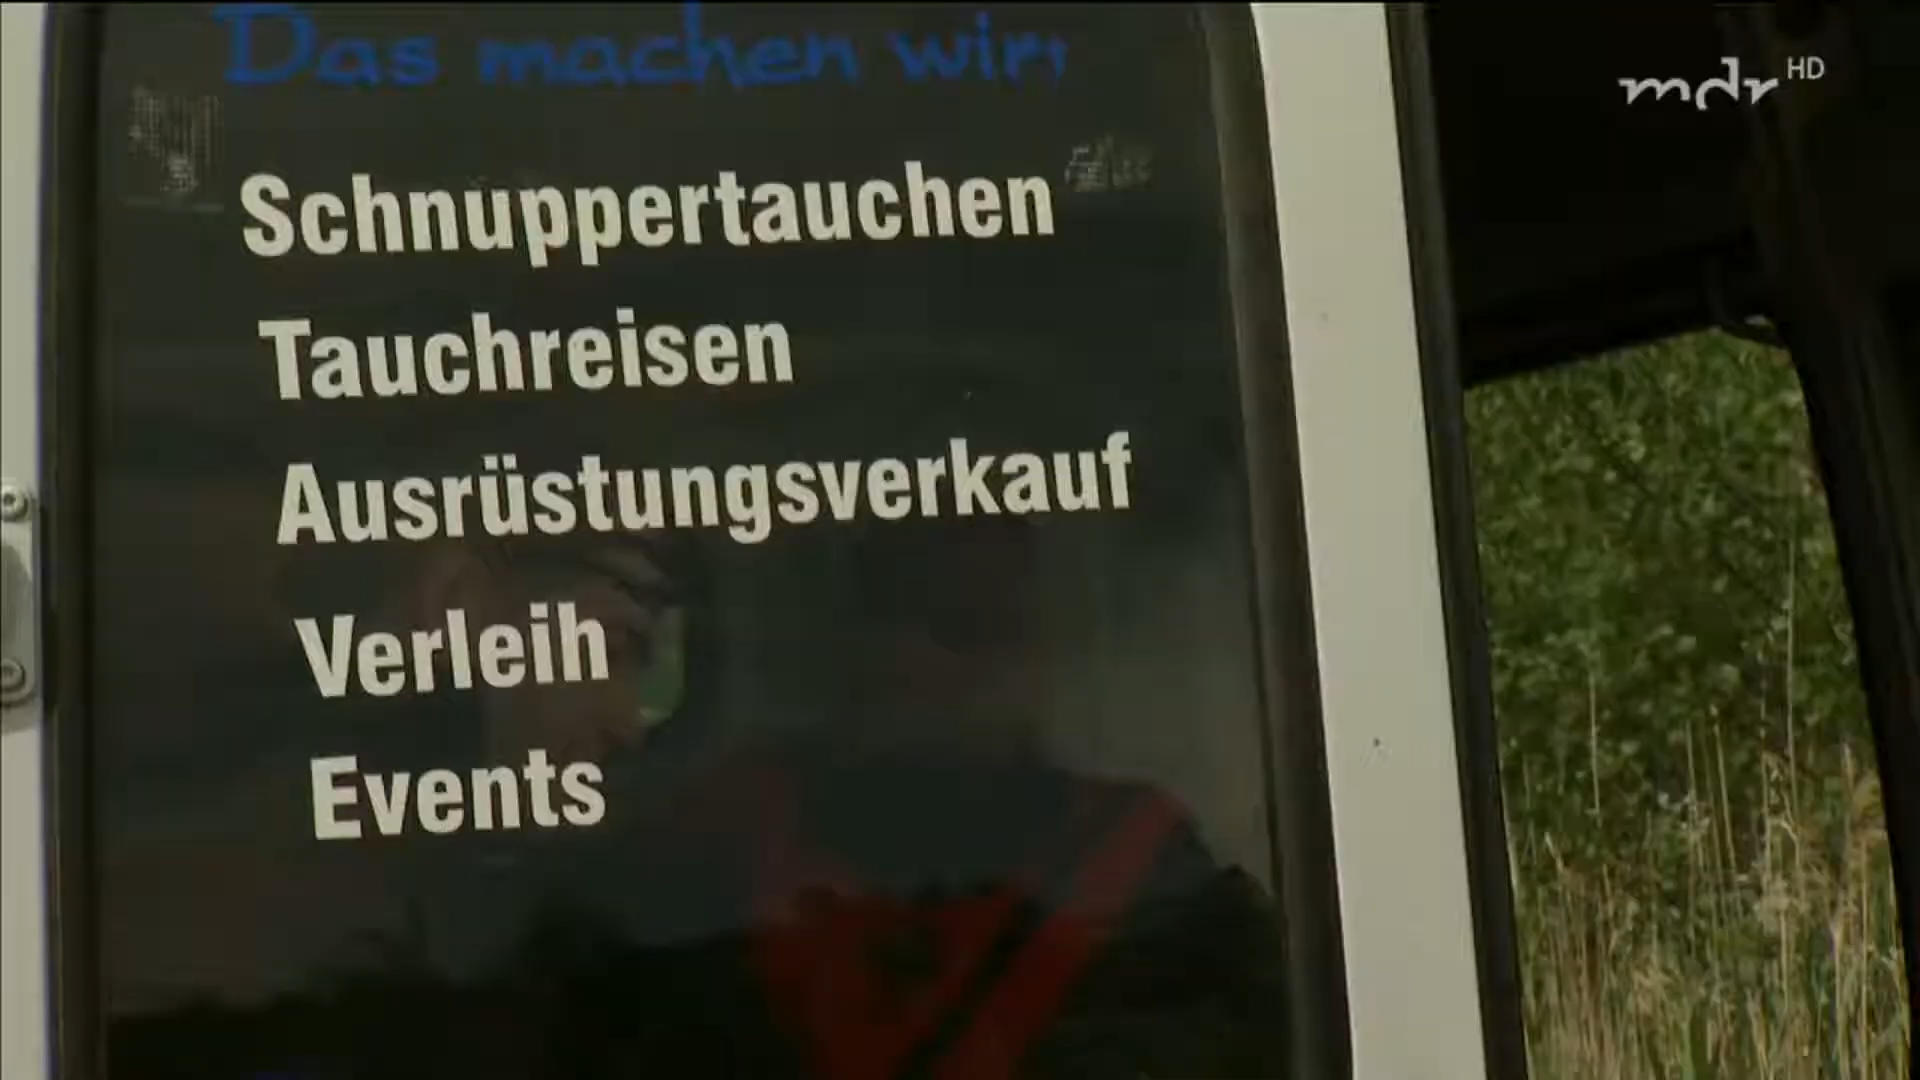 Das machen wir:
mdr HD
Schnuppertauchen
Tauchreisen
Ausrüstungsverkauf
Verleih
Events